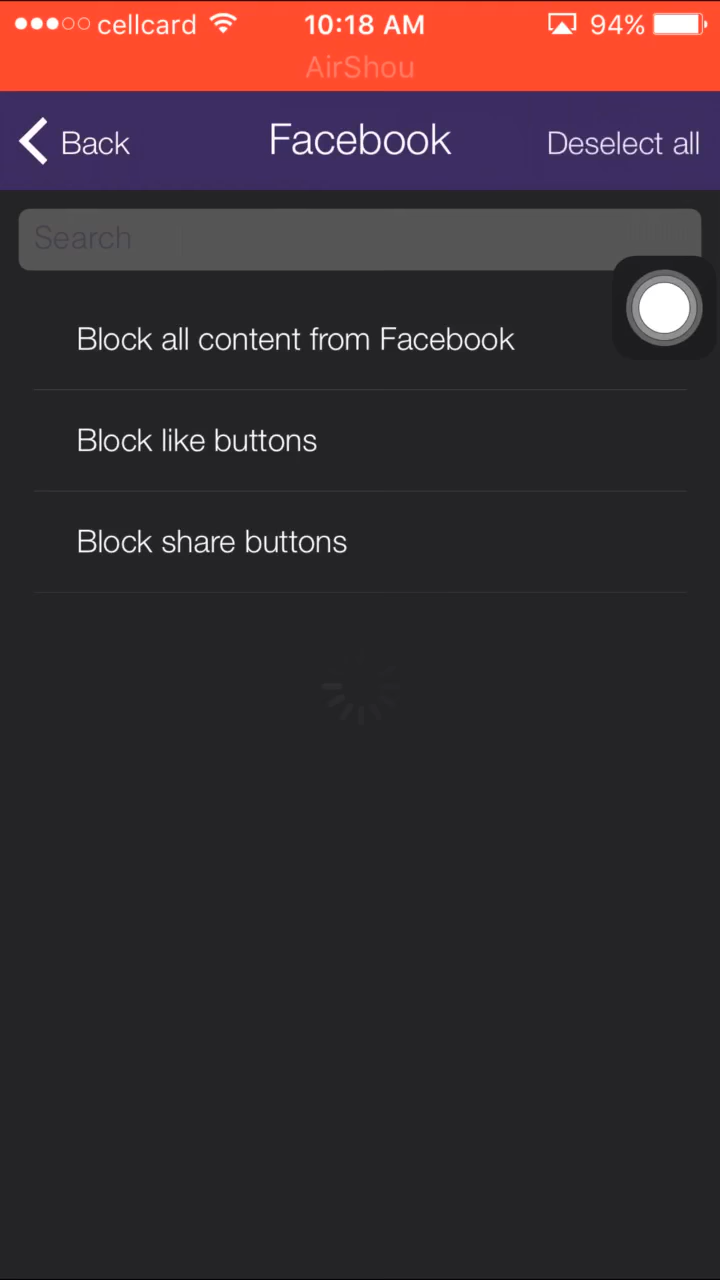 cellcard 10:18 AM 94%
AirShou
Back Facebook Deselect all
Search
Block all content from Facebook
Block like buttons
Block share buttons